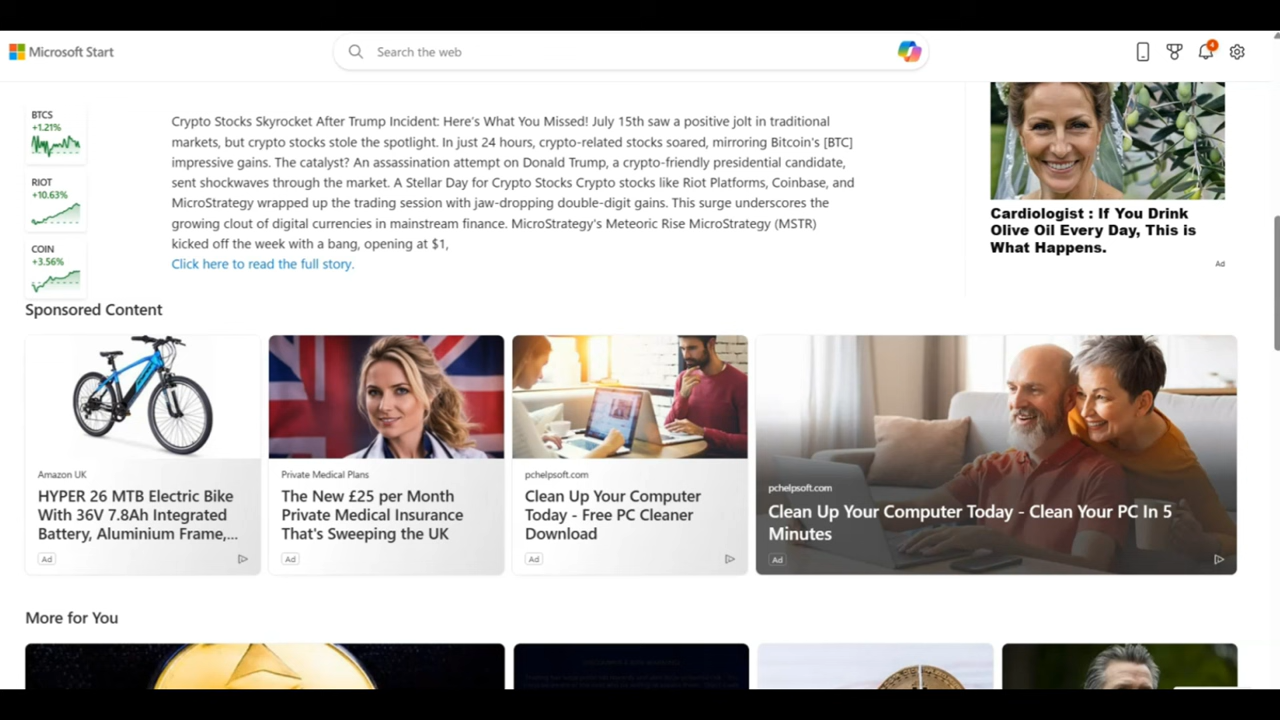 Microsoft Start
Search the web
4
BTCS
+1.21%
RIOT
+10.63%
COIN
+3.56%
Crypto Stocks Skyrocket After Trump Incident: Here's What You Missed! July 15th saw a positive jolt in traditional
markets, but crypto stocks stole the spotlight. In just 24 hours, crypto-related stocks soared, mirroring Bitcoin's [BTC]
impressive gains. The catalyst? An assassination attempt on Donald Trump, a crypto-friendly presidential candidate,
sent shockwaves through the market. A Stellar Day for Crypto Stocks Crypto stocks like Riot Platforms, Coinbase, and
MicroStrategy wrapped up the trading session with jaw-dropping double-digit gains. This surge underscores the
growing clout of digital currencies in mainstream finance. MicroStrategy's Meteoric Rise MicroStrategy (MSTR)
kicked off the week with a bang, opening at $1,
Click here to read the full story.
Cardiologist : If You Drink
Olive Oil Every Day, This is
What Happens.
Ad
Sponsored Content
Amazon UK
HYPER 26 MTB Electric Bike
With 36V 7.8Ah Integrated
Battery, Aluminium Frame,...
Ad
Private Medical Plans
The New £25 per Month
Private Medical Insurance
That's Sweeping the UK
Ad
pchelpsoft.com
Clean Up Your Computer
Today - Free PC Cleaner
Download
Ad
pchelpsoft.com
Clean Up Your Computer Today - Clean Your PC In 5
Minutes
Ad
More for You